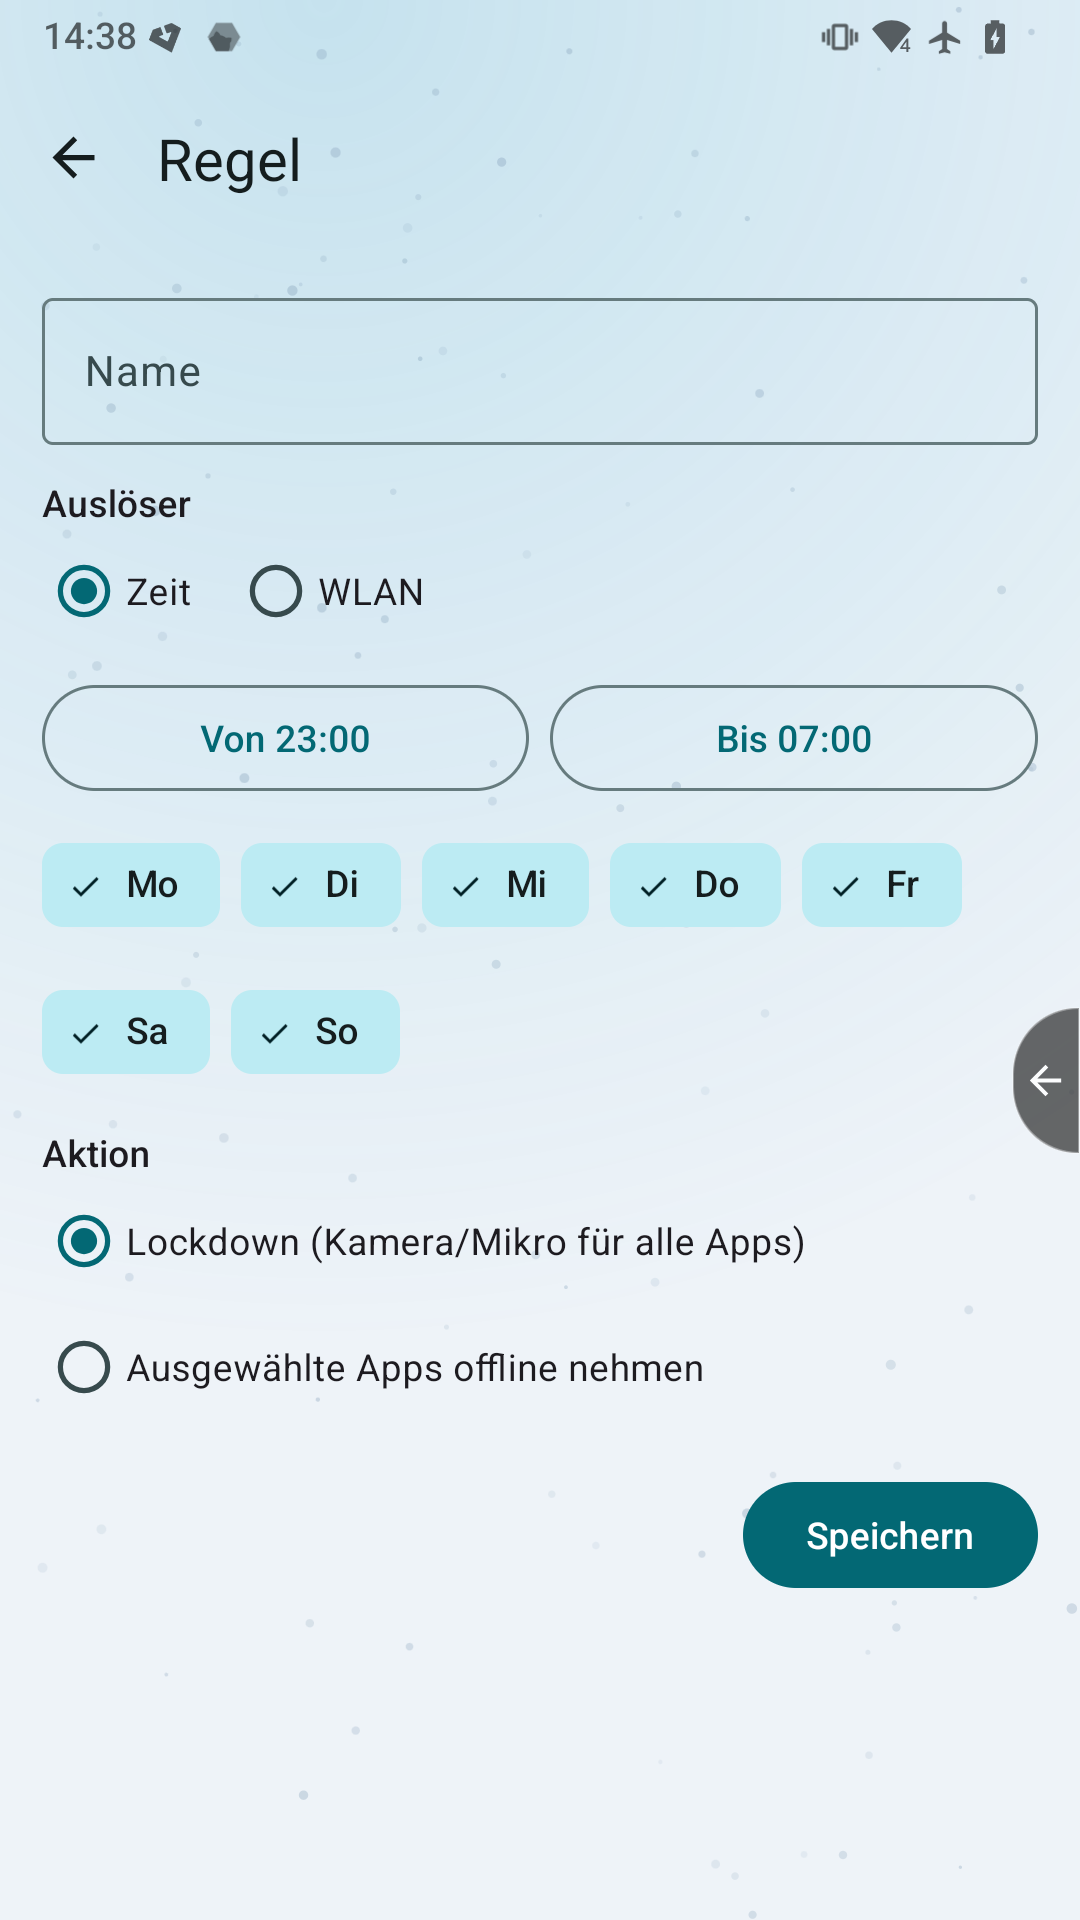 14:38
4
Regel
Name
Auslöser
Zeit WLAN
Von 23:00 Bis 07:00
Mo Di Mi Do Fr
Sa So
Aktion
Lockdown (Kamera/Mikro für alle Apps)
Ausgewählte Apps offline nehmen
Speichern